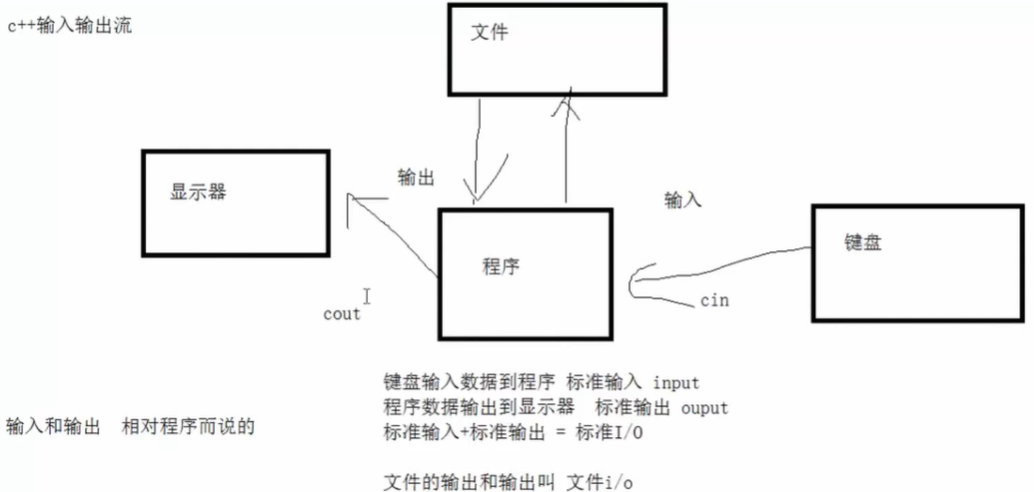 c++输入输出流
文件
显示器
输出
输入
键盘
程序
cout
cin
键盘输入数据到程序 标准输入 input
程序数据输出到显示器 标准输出 ouput
输入和输出 相对程序而说的
标准输入+标准输出 = 标准I/O
文件的输出和输出叫 文件i/o